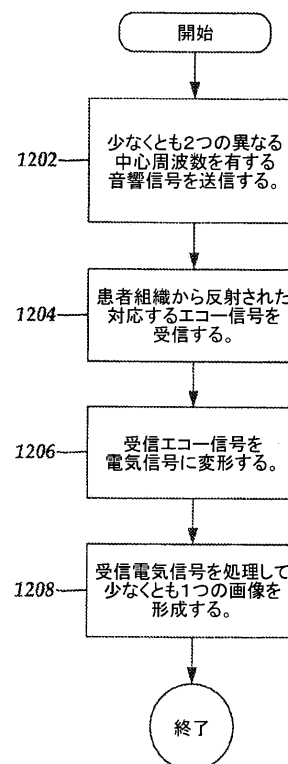 開始
1202
少なくとも2つの異なる
中心周波数を有する
音響信号を送信する。
1204
患者組織から反射された
対応するエコー信号を
受信する。
1206
受信エコー信号を
電気信号に変形する。
1208
受信電気信号を処理して
少なくとも1つの画像を
形成する。
終了